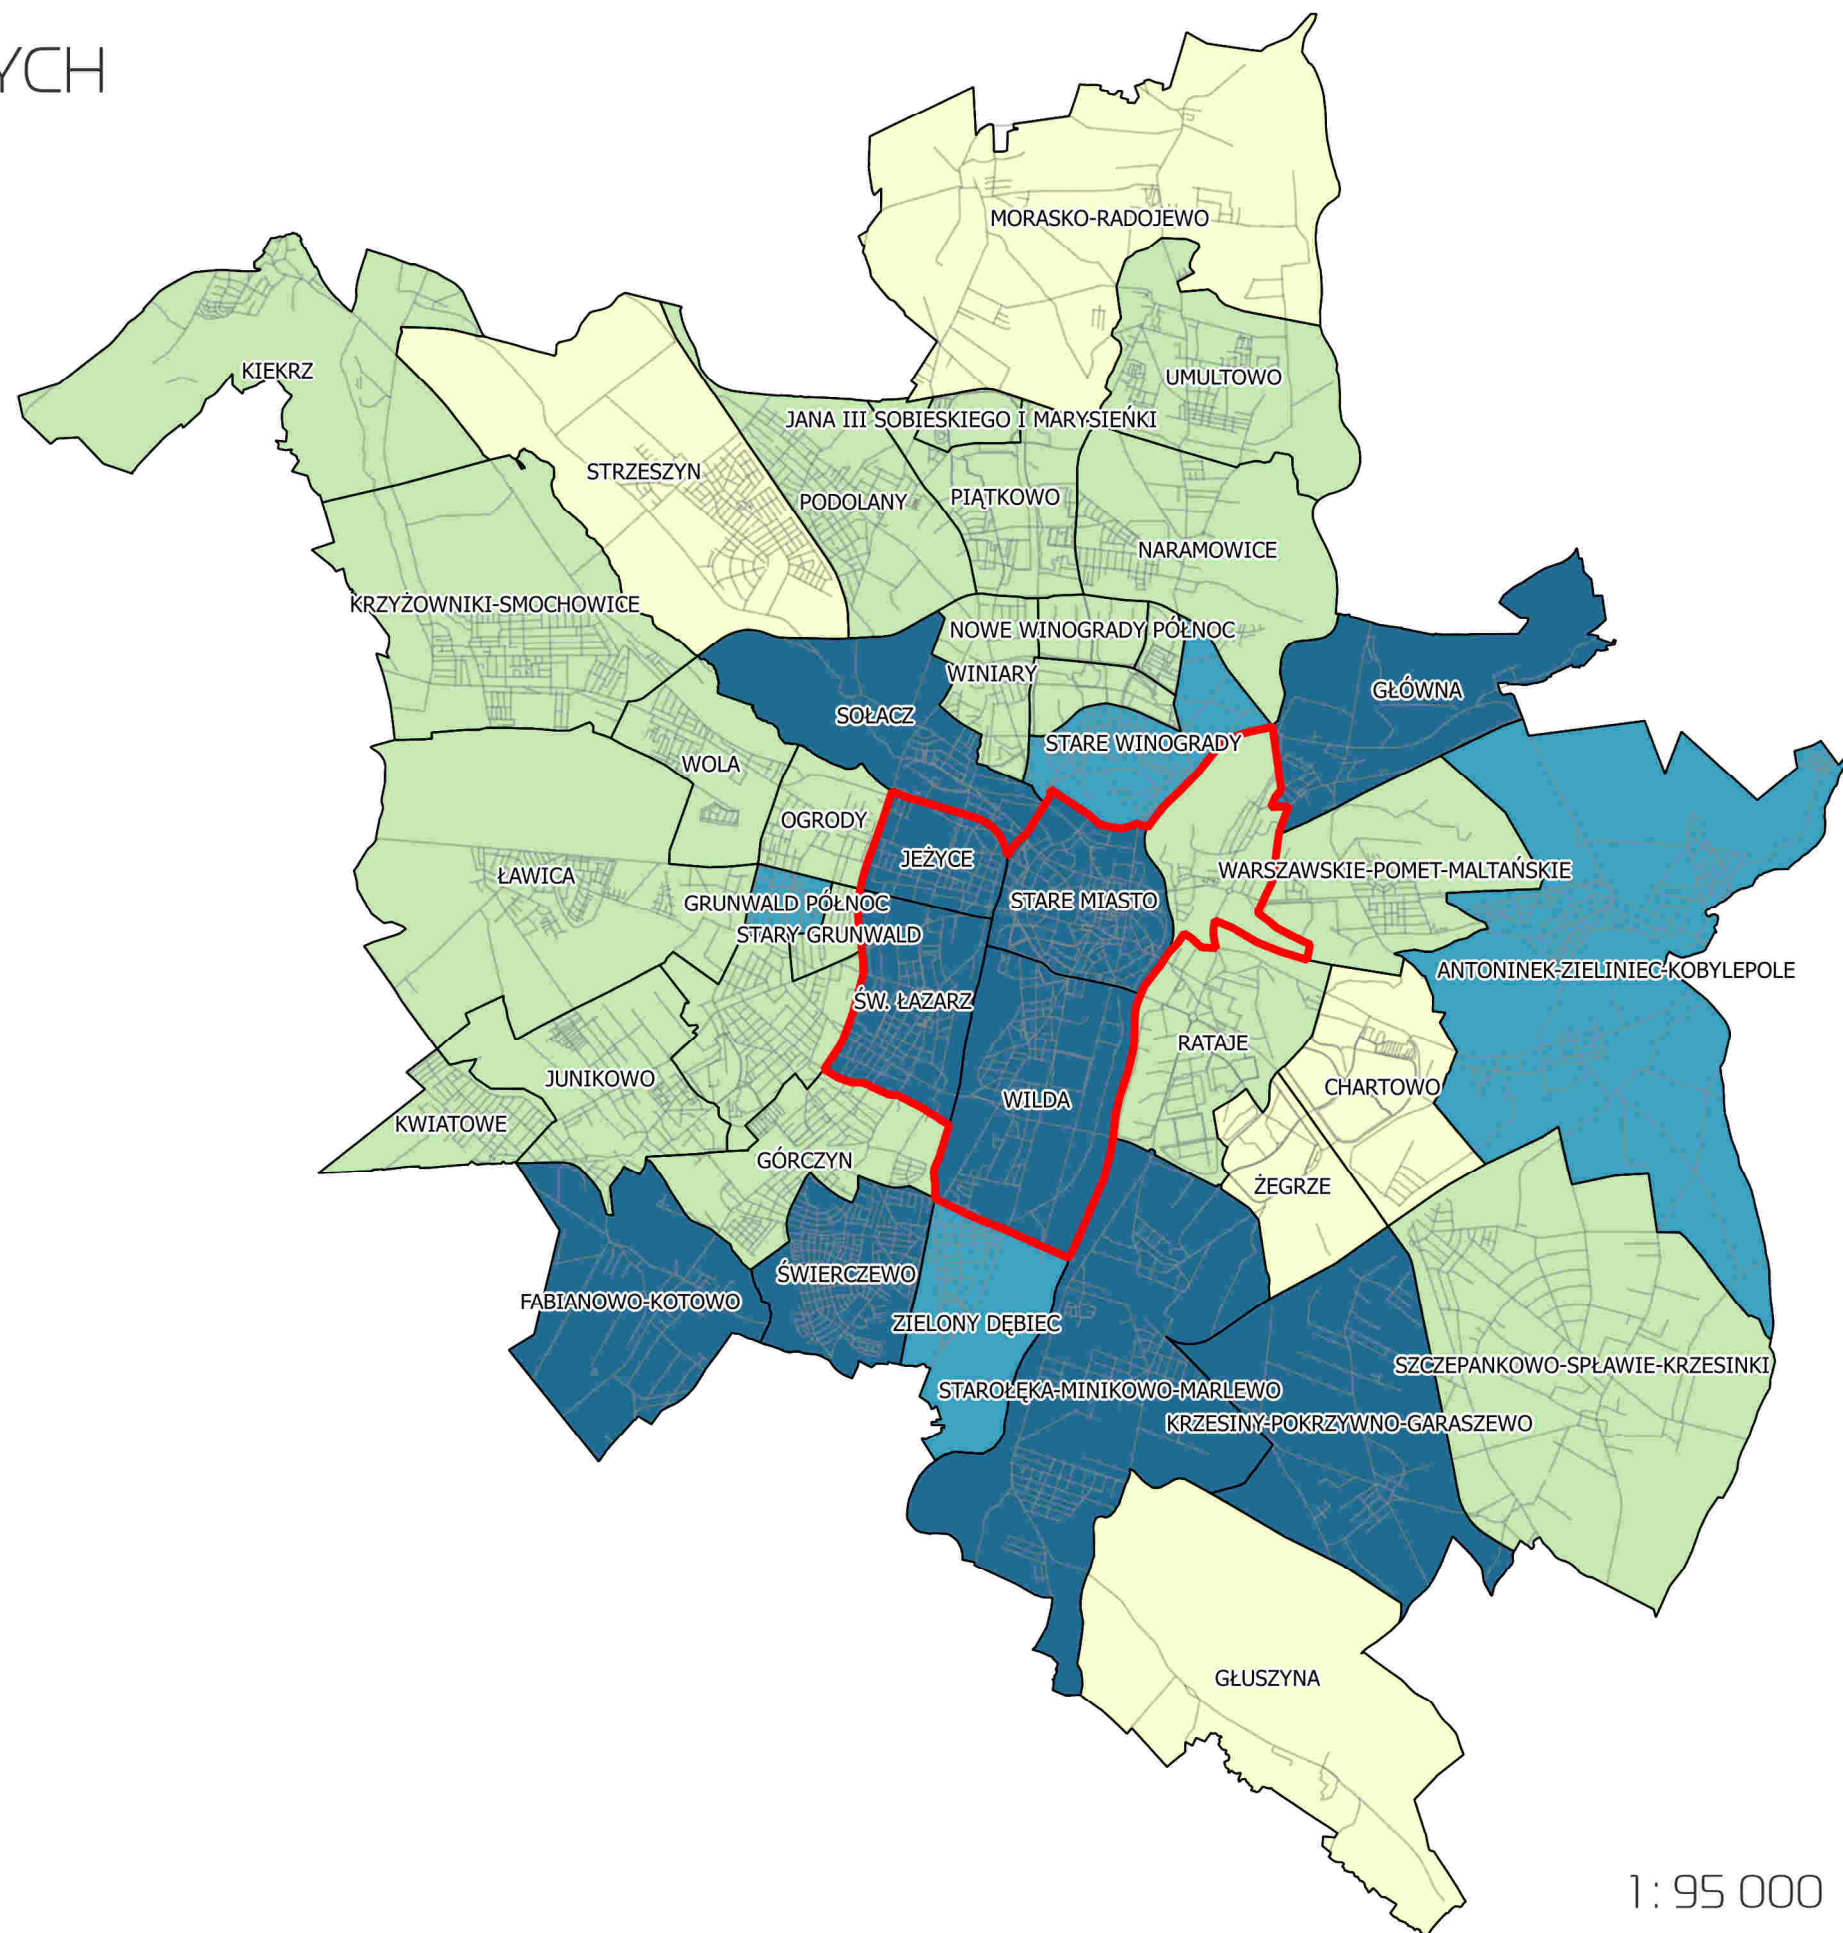 YCH
MORASKO-RADOJEWO
KIEKRZ
UMULTOWO
JANA III SOBIESKIEGO I MARYSIEŃKI
STRZESZYN
PODOLANY
PIĄTKOWO
NARAMOWICE
KRZYŻOWNIKI-SMOCHOWICE
NOWE WINOGRADY PÓŁNOC
WINIARY
GŁÓWNA
SOŁACZ
STARE WINOGRADY
WOLA
OGRODY
JEŻYCE
WARSZAWSKIE-POMET-MALTAŃSKIE
ŁAWICA
GRUNWALD PÓŁNOC
STARE MIASTO
STARY GRUNWALD
ANTONINEK-ZIELINIEC-KOBYLEPOLE
ŚW. ŁAZARZ
RATAJE
JUNIKOWO
CHARTOWO
WILDA
KWIATOWE
GÓRCZYN
ŻEGRZE
ŚWIERCZEWO
FABIANOWO-KOTOWO
ZIELONY DĘBIEC
SZCZEPANKOWO-SPŁAWIE-KRZESINKI
STAROŁĘKA-MINIKOWO-MARLEWO
KRZESINY-POKRZYWNO-GARASZEWO
GŁUSZYNA
1: 95 000